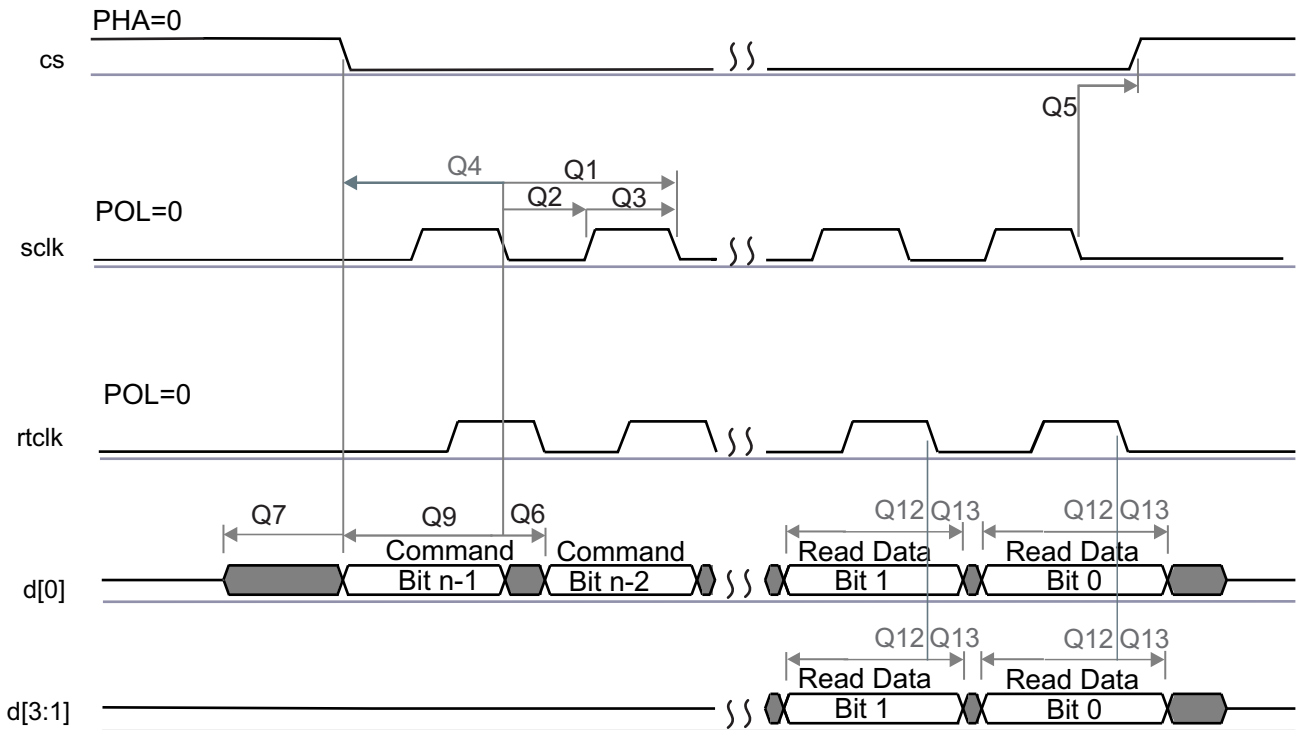 PHA=0
cs
Q5
Q4 Q1
Q2 Q3
POL=0
sclk
POL=0
rtclk
Q7 Q9 Q6 Q12 Q13 Q12 Q13
Command Command Read Data Read Data
d[0] Bit n-1 Bit n-2 Bit 1 Bit 0
Q12 Q13 Q12 Q13
Read Data Read Data
d[3:1] Bit 1 Bit 0